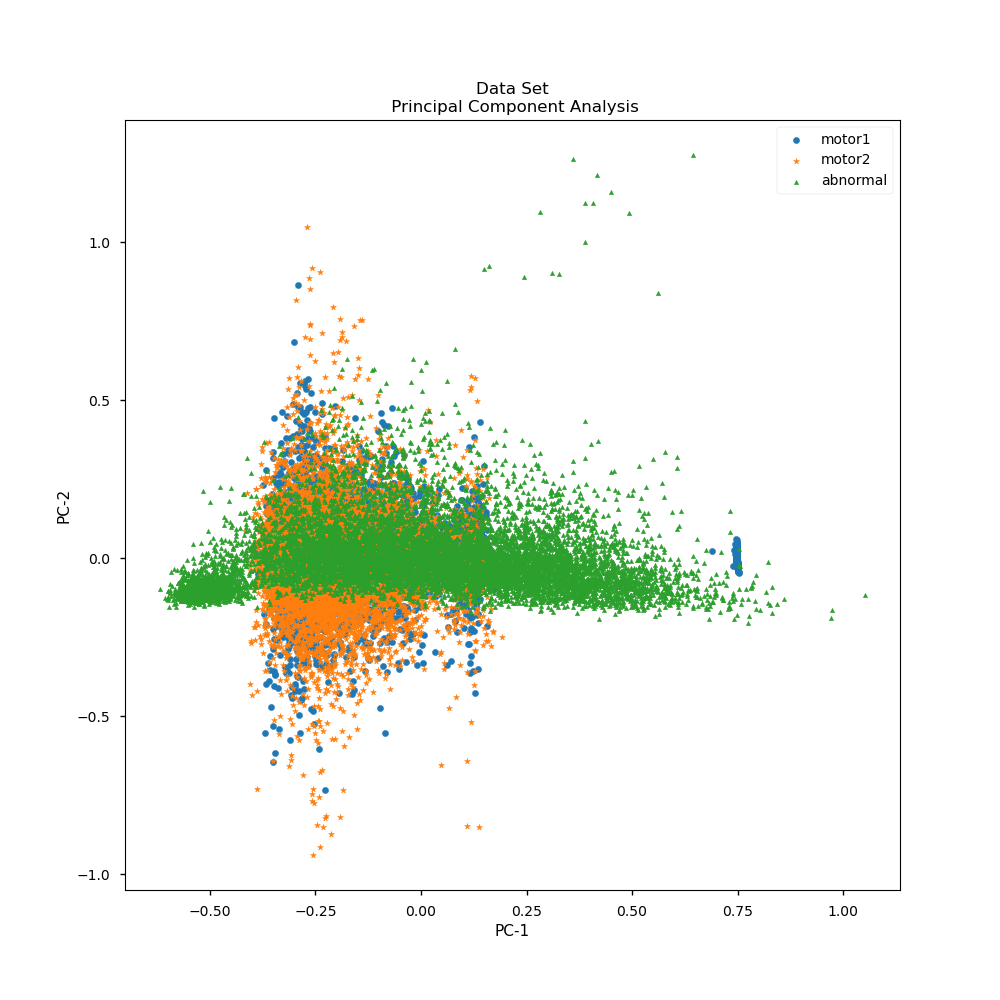 Data Set
Principal Component Analysis
motor1
motor2
abnormal
PC-2
1.0
0.5
0.0
−0.5
−1.0
−0.50
−0.25
0.00
0.25
0.50
0.75
1.00
PC-1